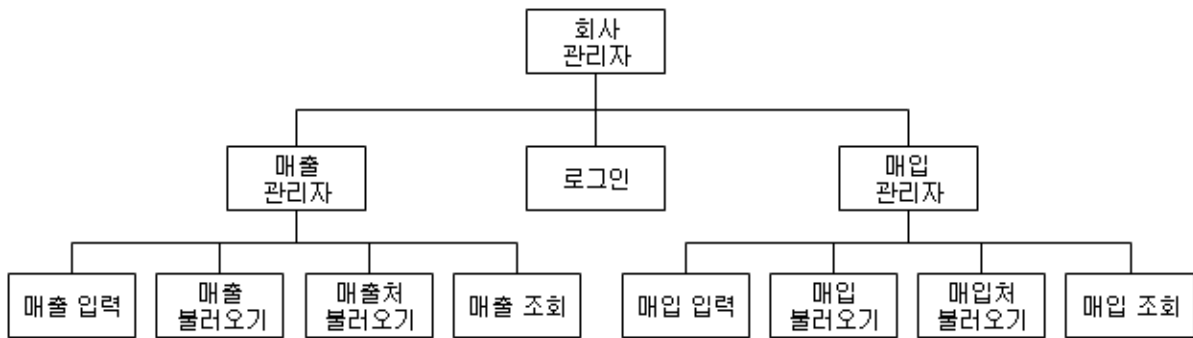 회사
관리자
매출
관리자
로그인
매입
관리자
매출 입력
매출
불러오기
매출처
불러오기
매출 조회
매입 입력
매입
불러오기
매입처
불러오기
매입 조회